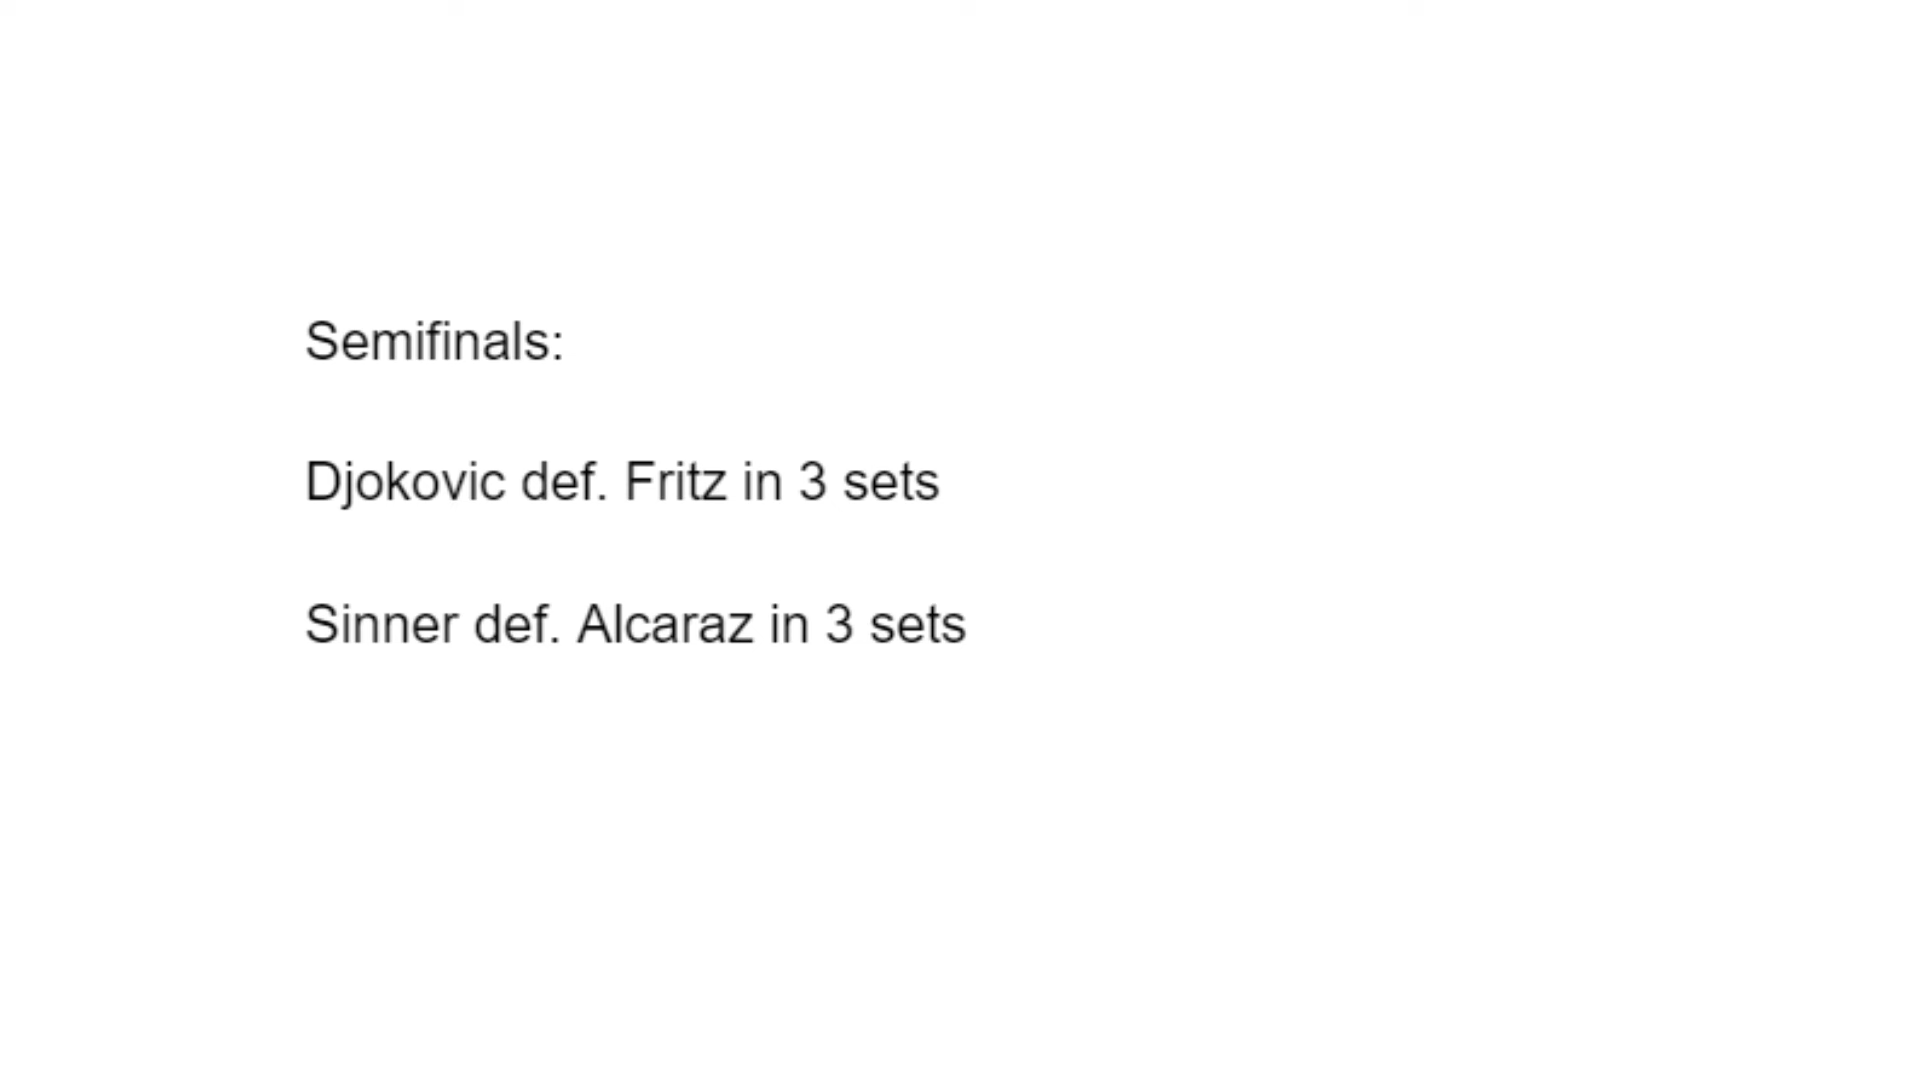 Semifinals:
Djokovic def. Fritz in 3 sets
Sinner def. Alcaraz in 3 sets